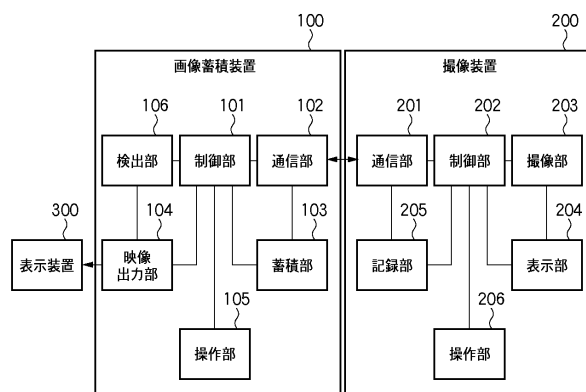 100
200
画像蓄積装置
撮像装置
106
101
102
201
202
203
検出部
制御部
通信部
通信部
制御部
撮像部
300
104
103
205
204
表示装置
映像
出力部
蓄積部
記録部
表示部
105
206
操作部
操作部